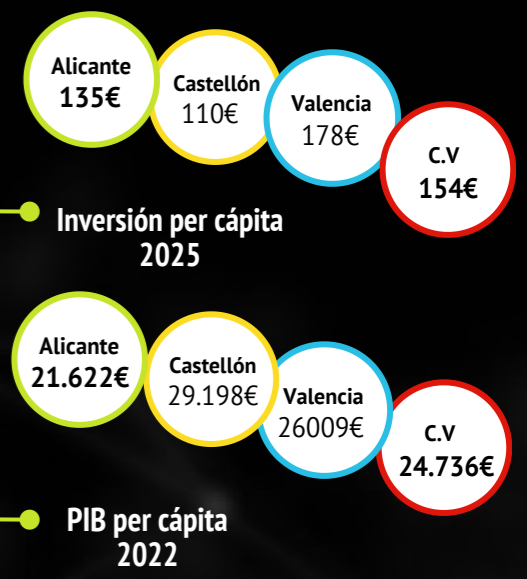 Alicante
135€
Castellón
110€
Valencia
178€
C.V
154€
Inversión per cápita
2025
Alicante
21.622€
Castellón
29.198€
Valencia
26009€
C.V
24.736€
PIB per cápita
2022